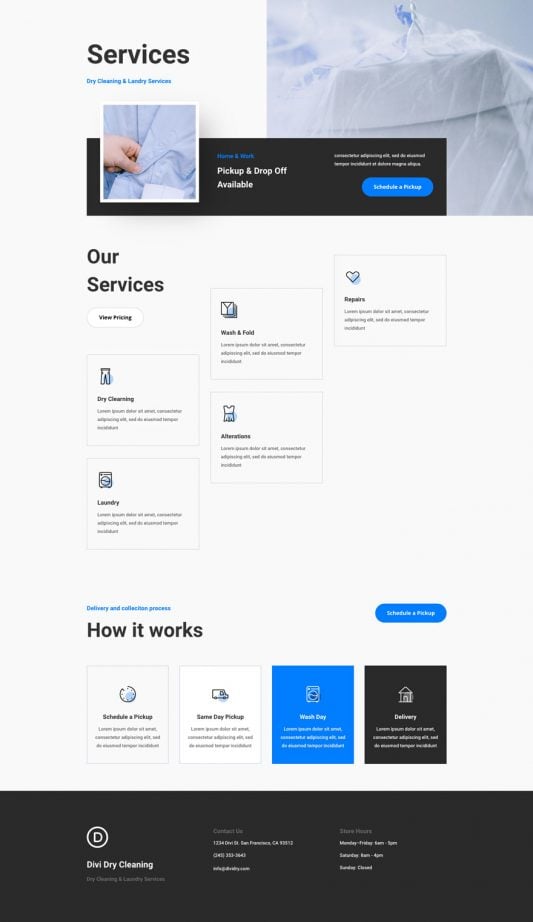 Services
Dry Cleaning & Landry Services
Home & Work
Pickup & Drop Off
Available
consectetur adipiscing elit, sed do eiusmod
tempor incididunt et dolore magna aliqua.
Schedule a Pickup
Our
Services
View Pricing
Dry Clearning
Lorem ipsum dolor sit amet, consectetur
adipiscing elit, sed do eiusmod tempor
incididunt
Laundry
Lorem ipsum dolor sit amet, consectetur
adipiscing elit, sed do eiusmod tempor
incididunt
Wash & Fold
Lorem ipsum dolor sit amet, consectetur
adipiscing elit, sed do eiusmod tempor
incididunt
Alterations
Lorem ipsum dolor sit amet, consectetur
adipiscing elit, sed do eiusmod tempor
incididunt
Repairs
Lorem ipsum dolor sit amet, consectetur
adipiscing elit, sed do eiusmod tempor
incididunt
Delivery and colleciton process
How it works
Schedule a Pickup
Schedule a Pickup
Lorem ipsum dolor sit amet,
consectetur adipiscing elit, sed
do eiusmod tempor incididunt
Same Day Pickup
Lorem ipsum dolor sit amet,
consectetur adipiscing elit, sed
do eiusmod tempor incididunt
Wash Day
Lorem ipsum dolor sit amet,
consectetur adipiscing elit, sed
do eiusmod tempor incididunt
Delivery
Lorem ipsum dolor sit amet,
consectetur adipiscing elit, sed
do eiusmod tempor incididunt
D
Divi Dry Cleaning
Dry Cleaning & Laundry Services
Contact Us
1234 Divi St. San Francisco, CA 93512
(245) 353-3643
info@dividry.com
Store Hours
Monday-Friday: 6am - 5pm
Saturday: 8am - 4pm
Sunday: Closed